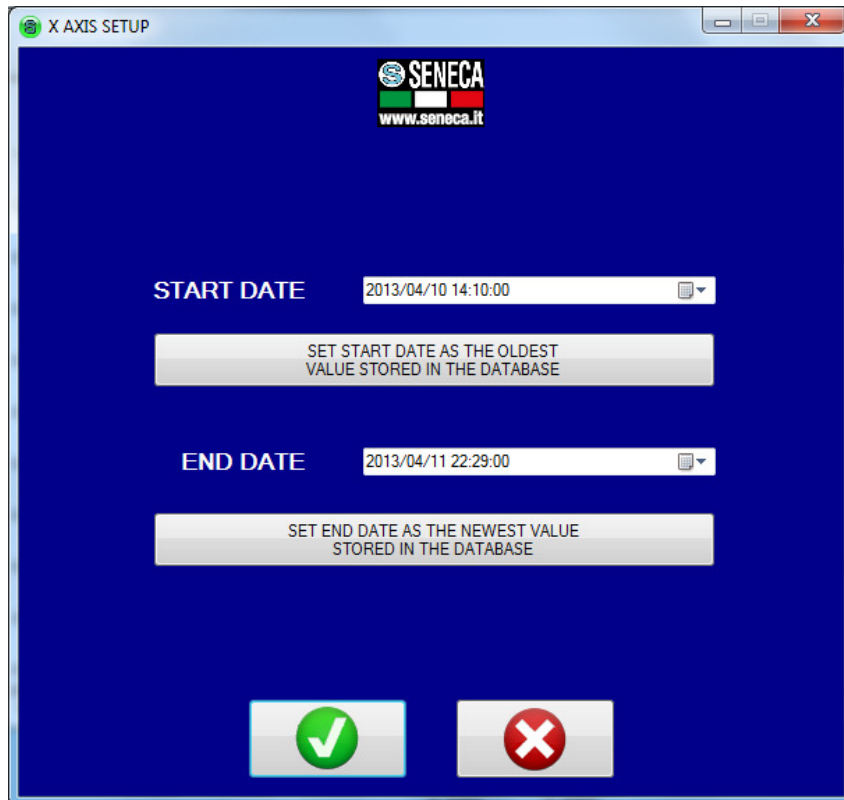 X AXIS SETUP
SENECA
www.seneca.it
START DATE
2013/04/10 14:10:00
SET START DATE AS THE OLDEST
VALUE STORED IN THE DATABASE
END DATE
2013/04/11 22:29:00
SET END DATE AS THE NEWEST VALUE
STORED IN THE DATABASE